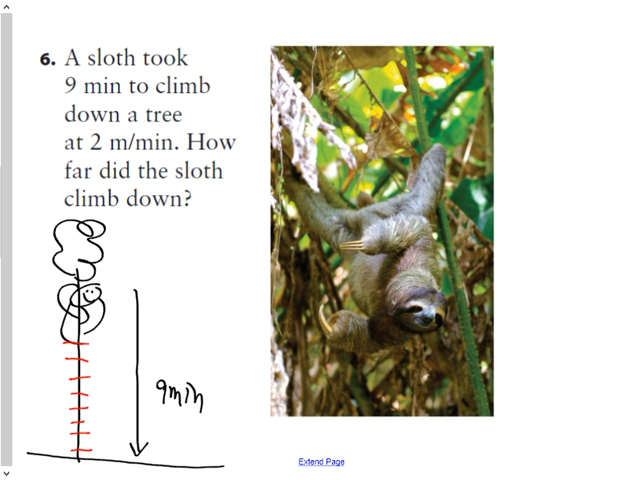 6. A sloth took
9 min to climb
down a tree
at 2 m/min. How
far did the sloth
climb down?
9min
Extend Page